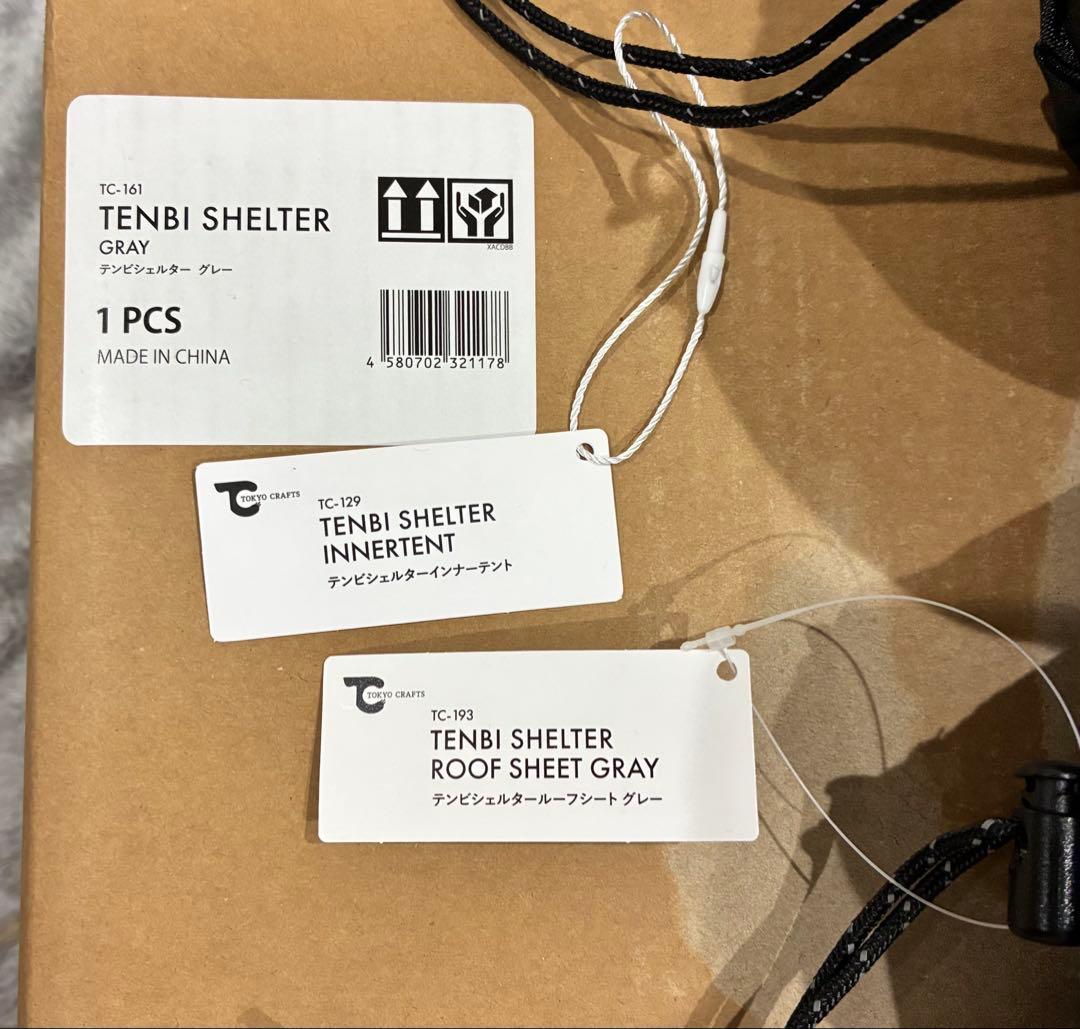 TC-161
TENBI SHELTER
GRAY
テンビシェルター グレー
1 PCS
MADE IN CHINA
XACDBB
4 580702 321178
TOKYO CRAFTS
TC-129
TENBI SHELTER
INNERTENT
テンビシェルターインナーテント
TOKYO CRAFTS
TC-193
TENBI SHELTER
ROOF SHEET GRAY
テンビシェルタールーフシート グレー